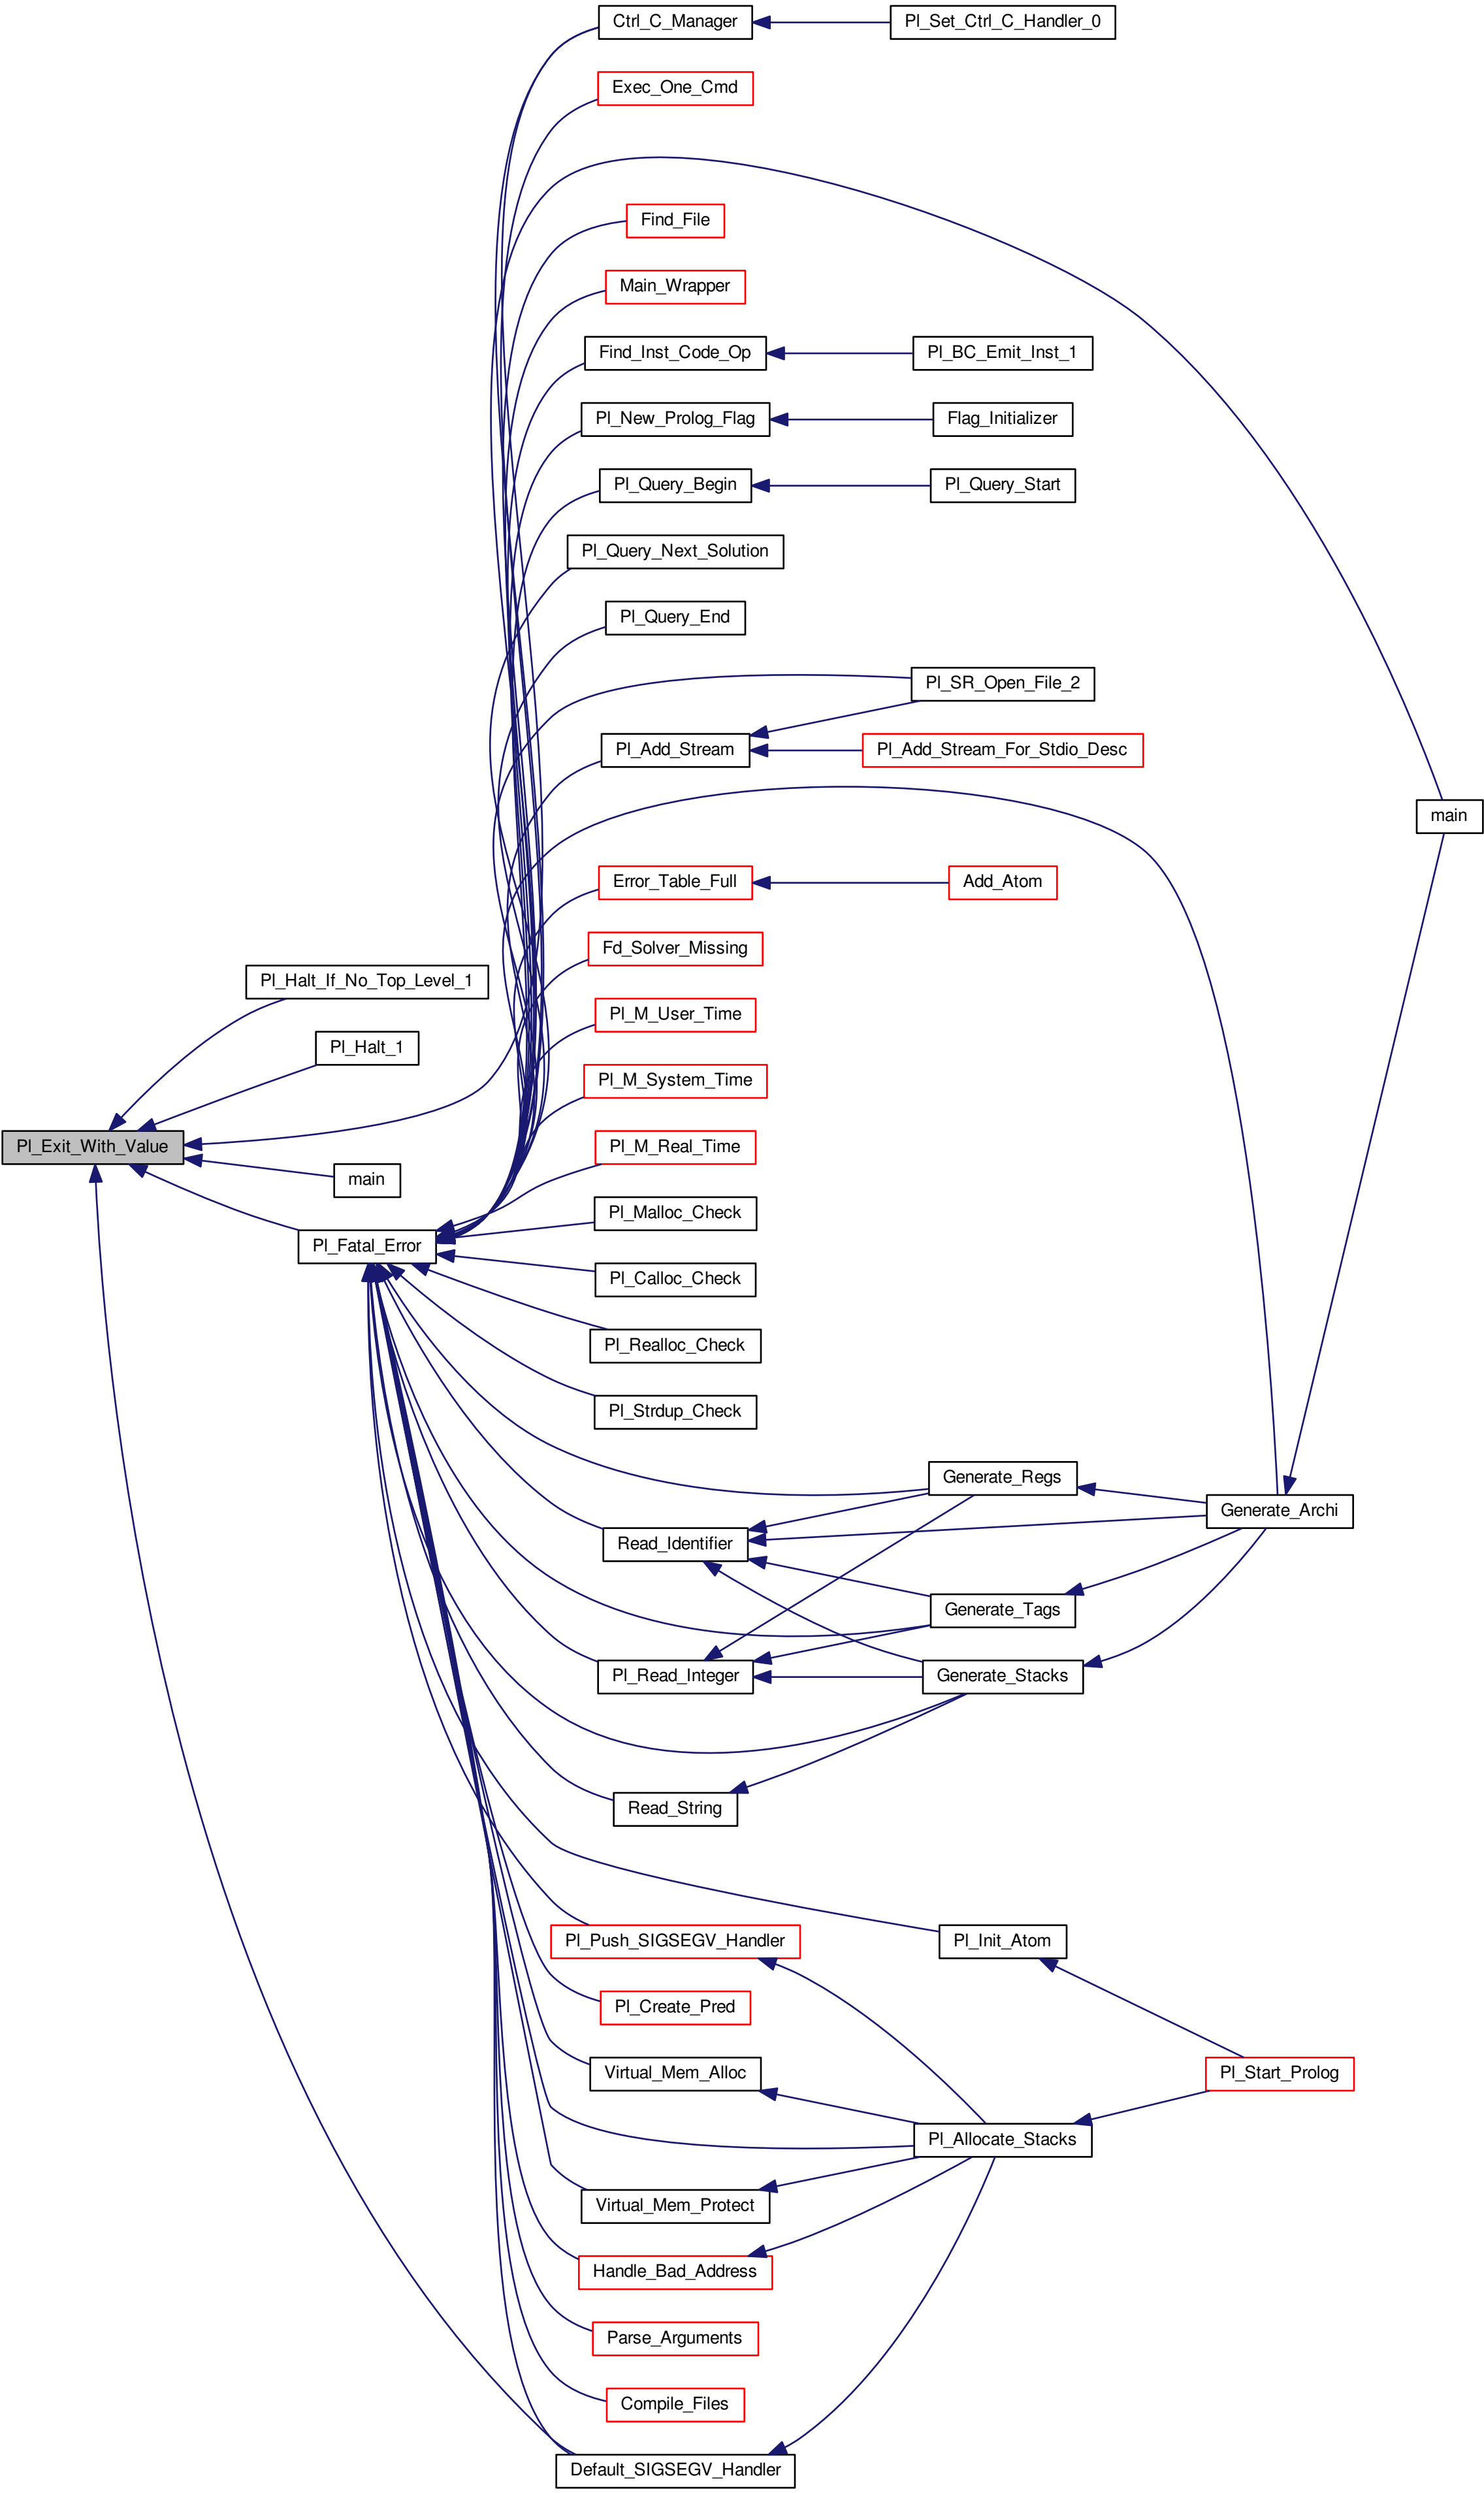 Ctrl_C_Manager
Pl_Set_Ctrl_C_Handler_0
Exec_One_Cmd
Find_File
Main_Wrapper
Find_Inst_Code_Op
Pl_BC_Emit_Inst_1
Pl_New_Prolog_Flag
Flag_Initializer
Pl_Query_Begin
Pl_Query_Start
Pl_Query_Next_Solution
Pl_Query_End
Pl_SR_Open_File_2
Pl_Add_Stream
Pl_Add_Stream_For_Stdio_Desc
main
Error_Table_Full
Add_Atom
Fd_Solver_Missing
Pl_Halt_If_No_Top_Level_1
Pl_M_User_Time
Pl_Halt_1
Pl_M_System_Time
Pl_Exit_With_Value
Pl_M_Real_Time
main
Pl_Malloc_Check
Pl_Fatal_Error
Pl_Calloc_Check
Pl_Realloc_Check
Pl_Strdup_Check
Generate_Regs
Generate_Archi
Read_Identifier
Generate_Tags
Pl_Read_Integer
Generate_Stacks
Read_String
Pl_Push_SIGSEGV_Handler
Pl_Init_Atom
Pl_Create_Pred
Virtual_Mem_Alloc
Pl_Start_Prolog
Pl_Allocate_Stacks
Virtual_Mem_Protect
Handle_Bad_Address
Parse_Arguments
Compile_Files
Default_SIGSEGV_Handler